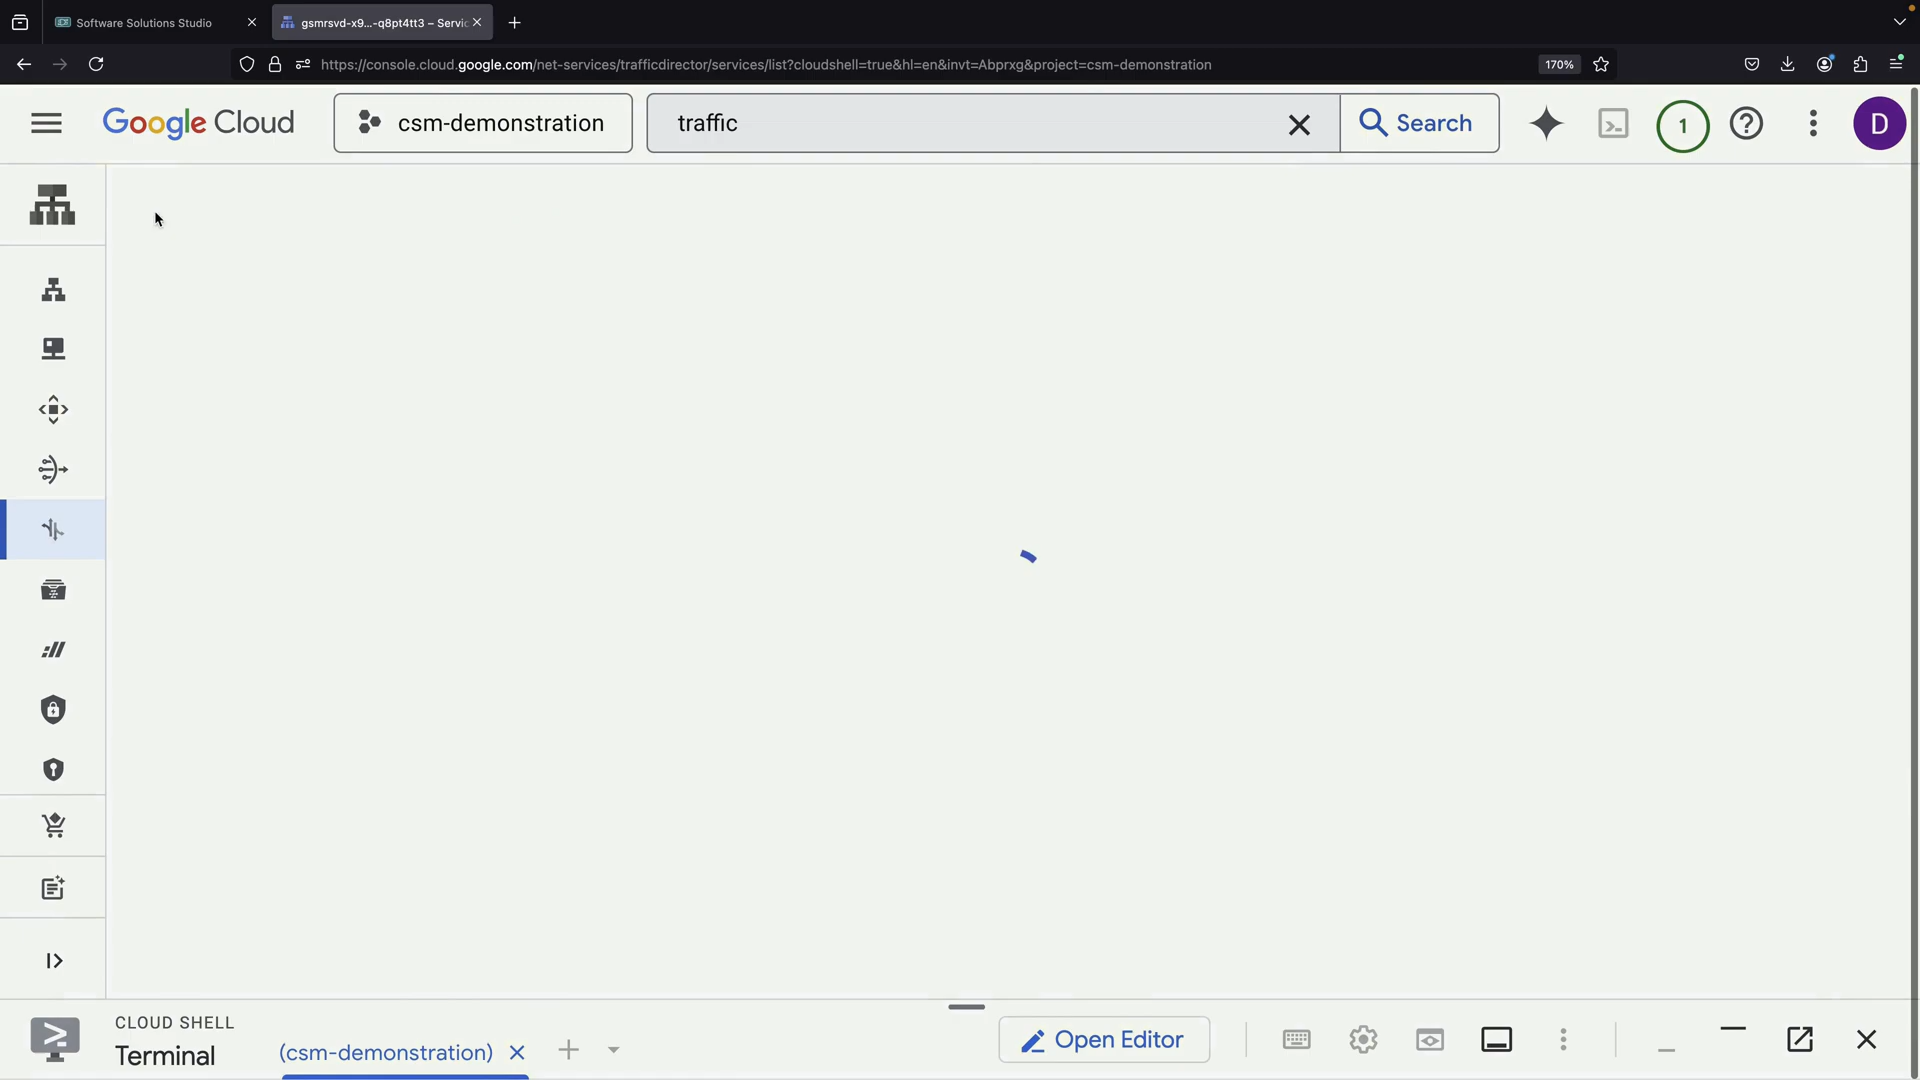 Software Solutions Studio
gsmrsvd-x9...-q8pt4tt3 – Servic
https://console.cloud.google.com/net-services/trafficdirector/services/list?cloudshell=true&hl=en&invt=Abprxg&project=csm-demonstration
170%
Google Cloud
csm-demonstration
traffic
Search
1
D
CLOUD SHELL
Terminal
(csm-demonstration)
Open Editor